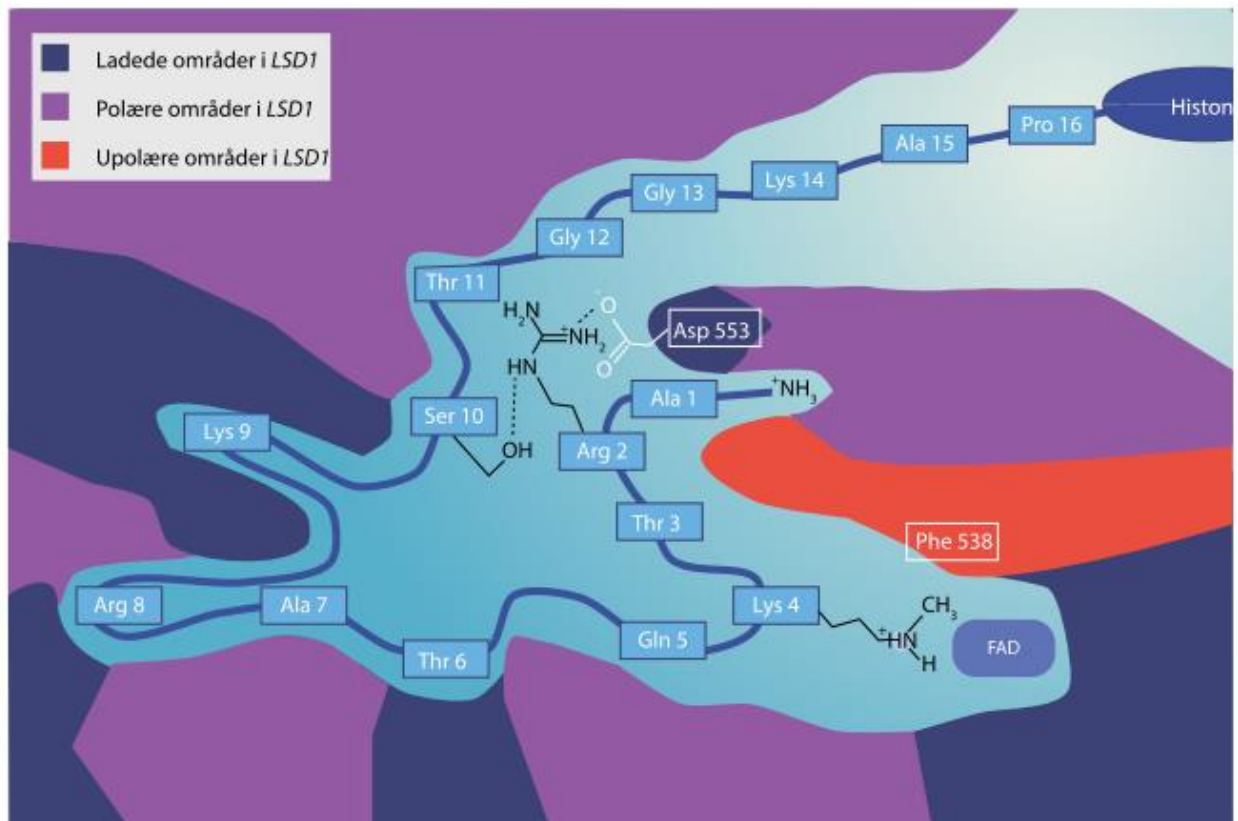 Ladede områder i LSD1
Polære områder i LSD1
Upolære områder i LSD1
Histon
Pro 16
Ala 15
Lys 14
Gly 13
Gly 12
Thr 11
H₂N
⁺NH₂
HN
⁻O
O
Asp 553
Ala 1
⁺NH₃
Ser 10
OH
Lys 9
Arg 2
Thr 3
Phe 538
Arg 8
Ala 7
Lys 4
CH₃
⁺HN
H
FAD
Gln 5
Thr 6